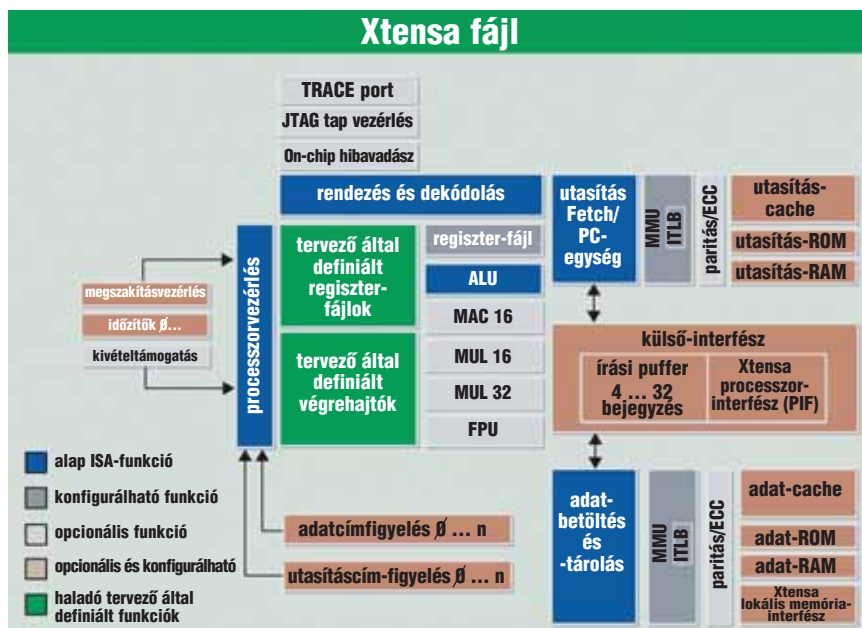 Xtensa fájl
TRACE port
JTAG tap vezérlés
On-chip hibavadász
rendezés és dekódolás
processzorvezérlés
tervező által
definiált
regiszter-
fájlok
tervező által
definiált
végrehajtók
regiszter-fájl
ALU
MAC 16
MUL 16
MUL 32
FPU
megszakításvezérlés
időzítők Ø...
kivételtámogatás
utasítás
Fetch/
PC-
egység
MMU
ITLB
paritás/ECC
utasítás-
cache
utasítás-ROM
utasítás-RAM
külső-interfész
írási puffer
4 ... 32
bejegyzés
Xtensa
processzor-
interfész (PIF)
adat-
betöltés
és
-tárolás
MMU
ITLB
paritás/ECC
adat-cache
adat-ROM
adat-RAM
Xtensa
lokális memória-
interfész
adatcímfigyelés Ø ... n
utasításcím-figyelés Ø ... n
alap ISA-funkció
konfigurálható funkció
opcionális funkció
opcionális és konfigurálható
haladó tervező által
definiált funkciók